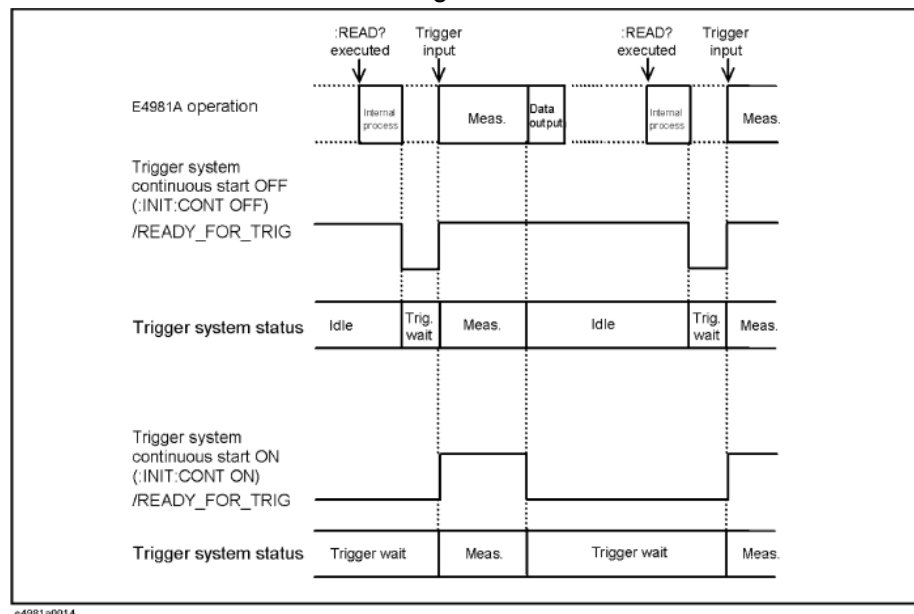 :READ? executed
Trigger input
:READ? executed
Trigger input
E4981A operation
Internal process
Meas.
Data output
Internal process
Meas.
Trigger system
continuous start OFF
(:INIT:CONT OFF)
/READY_FOR_TRIG
Trigger system status
Idle
Trig. wait
Meas.
Idle
Trig. wait
Meas.
Trigger system
continuous start ON
(:INIT:CONT ON)
/READY_FOR_TRIG
Trigger system status
Trigger wait
Meas.
Trigger wait
Meas.
e4981a0014